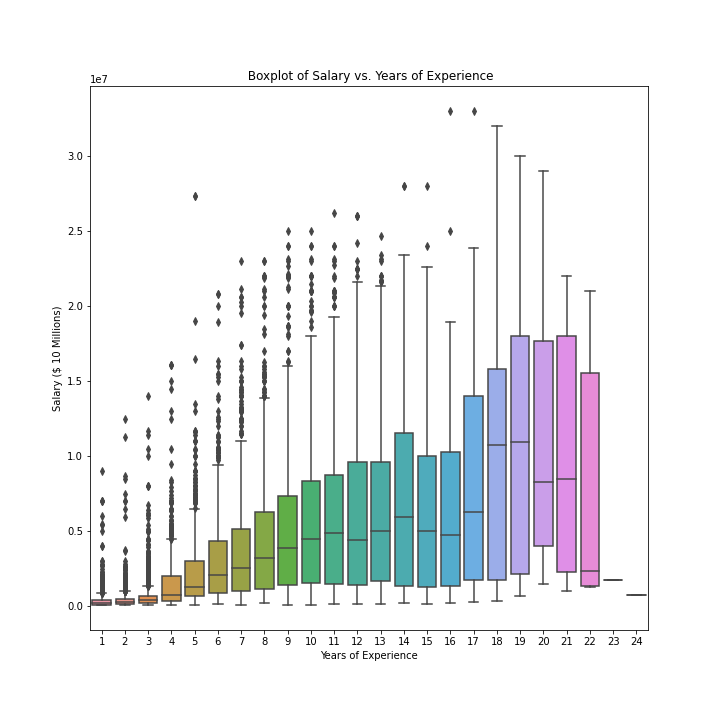 Boxplot of Salary vs. Years of Experience
1e7
3.0
2.5
2.0
1.5
1.0
0.5
0.0
Salary ($ 10 Millions)
1 2 3 4 5 6 7 8 9 10 11 12 13 14 15 16 17 18 19 20 21 22 23 24
Years of Experience